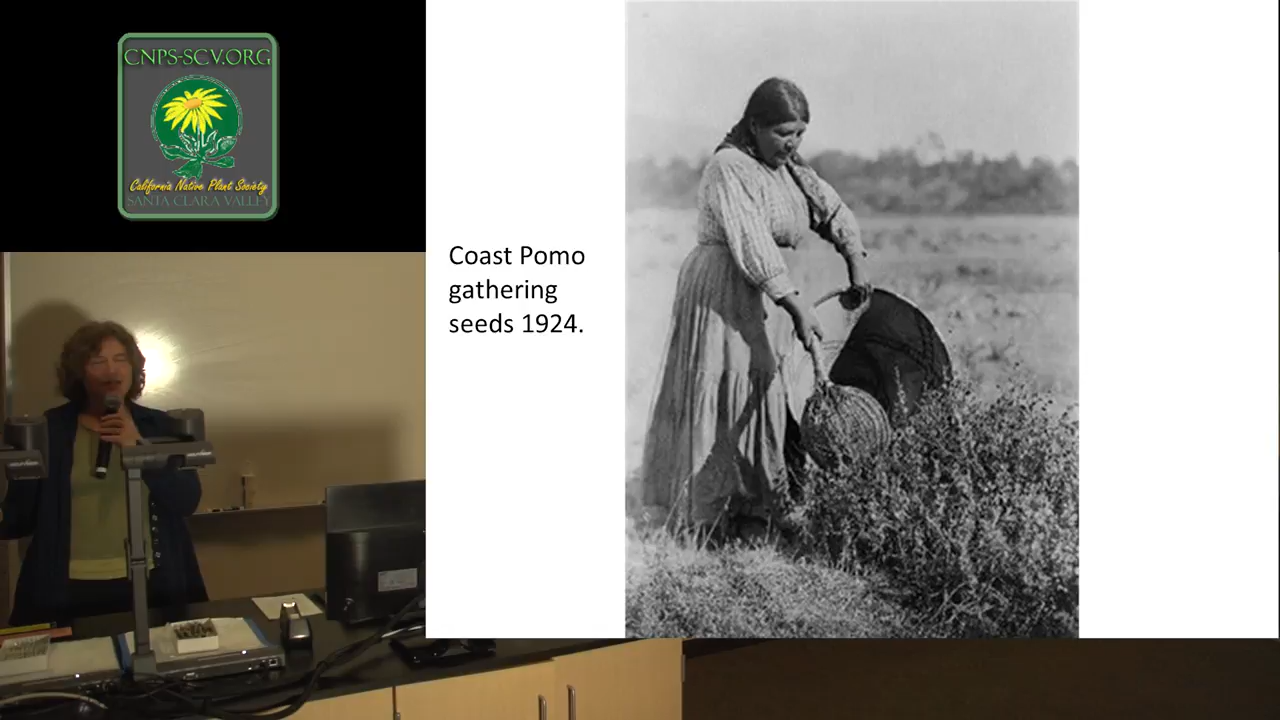 CNPS-SCV.ORG
California Native Plant Society
SANTA CLARA VALLEY
Coast Pomo
gathering
seeds 1924.